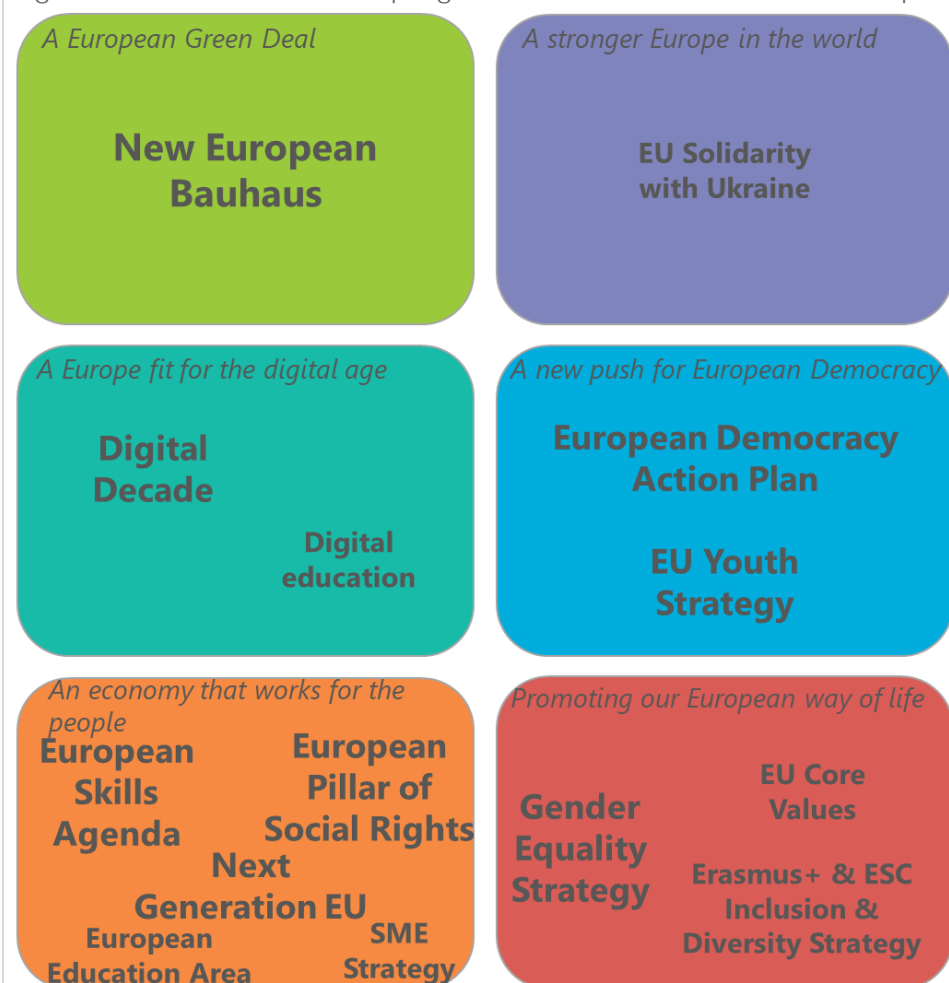 A European Green Deal
New European
Bauhaus
A stronger Europe in the world
EU Solidarity
with Ukraine
A Europe fit for the digital age
Digital
Decade
Digital
education
A new push for European Democracy
European Democracy
Action Plan
EU Youth
Strategy
An economy that works for the
people
European
Skills
Agenda
European
Pillar of
Social Rights
Next
Generation EU
European
Education Area
SME
Strategy
Promoting our European way of life
Gender
Equality
Strategy
EU Core
Values
Erasmus+ & ESC
Inclusion &
Diversity Strategy